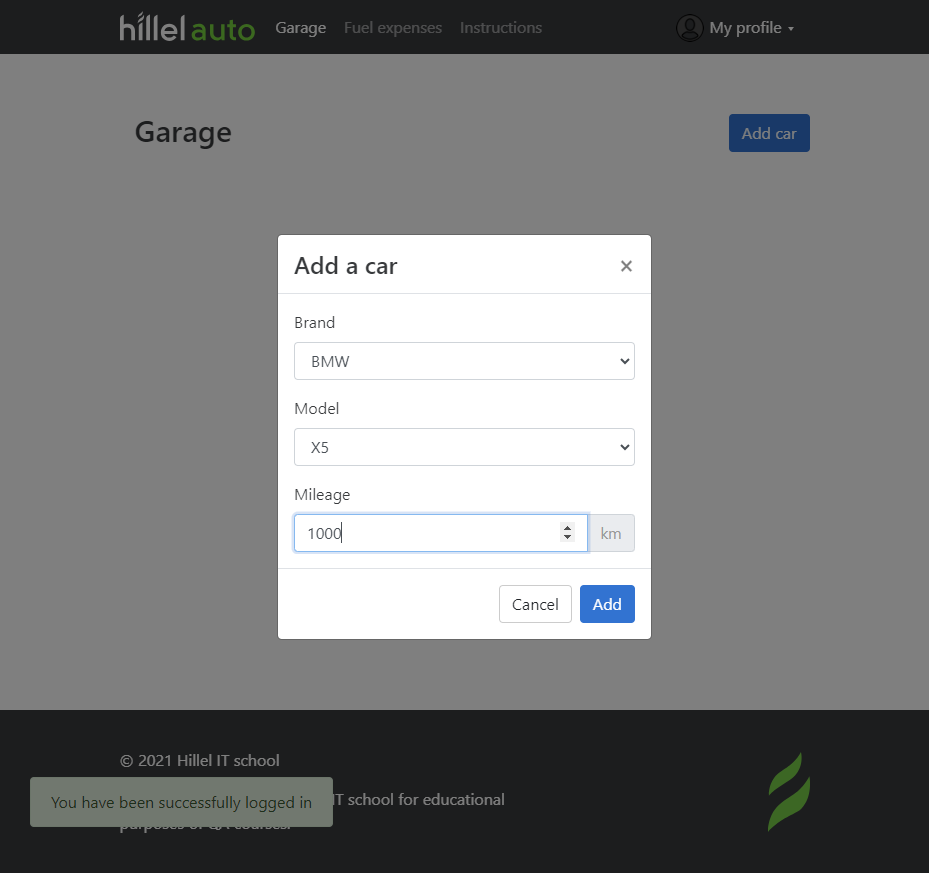 hillel auto Garage Fuel expenses Instructions My profile
Garage Add car
Add a car ×
Brand
BMW
Model
X5
Mileage
1000 km
Cancel Add
© 2021 Hillel IT school
You have been successfully logged in
IT school for educational
purposes of QA courses.